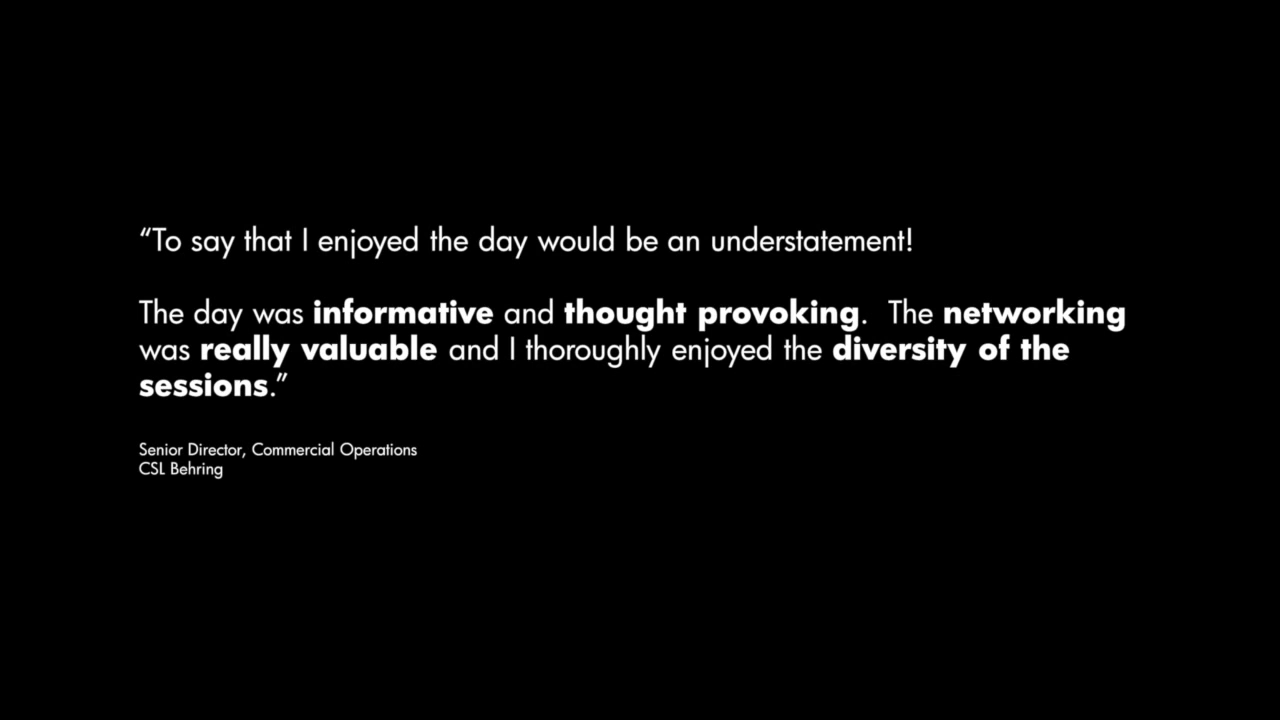 “To say that I enjoyed the day would be an understatement!
The day was informative and thought provoking.  The networking
was really valuable and I thoroughly enjoyed the diversity of the
sessions.”
Senior Director, Commercial Operations
CSL Behring